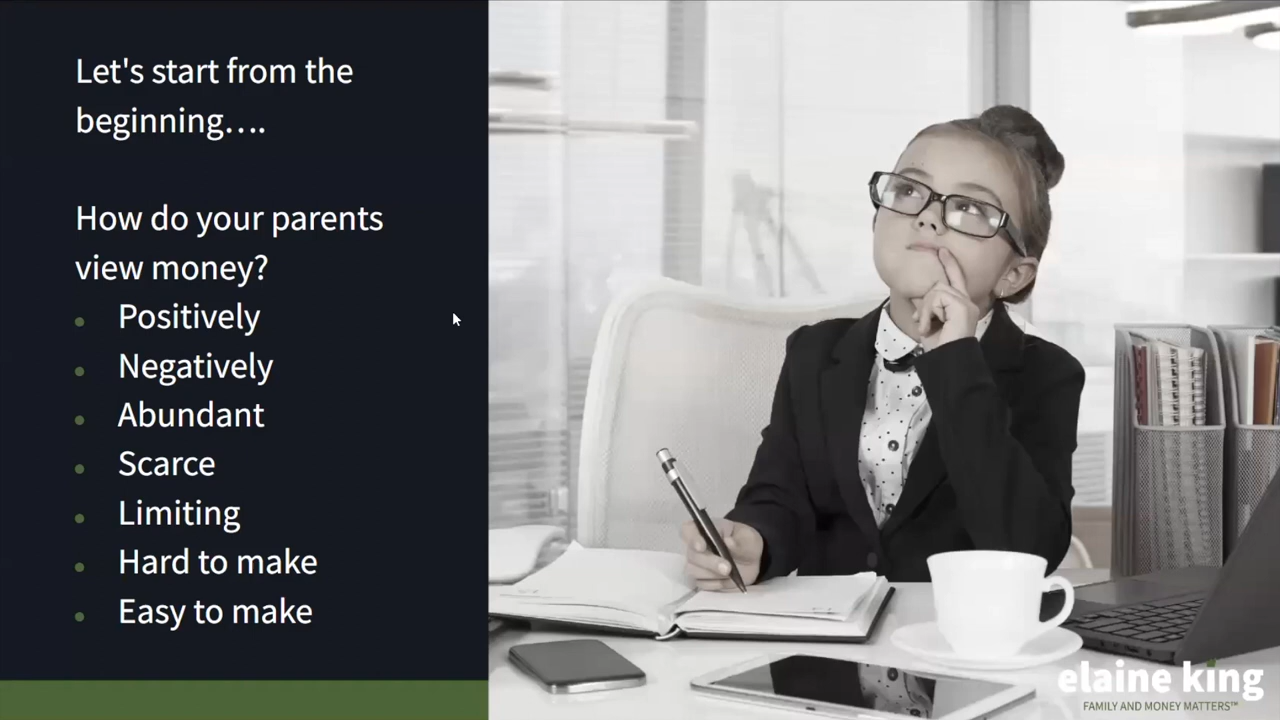 Let's start from the
beginning….
How do your parents
view money?
Positively
Negatively
Abundant
Scarce
Limiting
Hard to make
Easy to make
elaine king
FAMILY AND MONEY MATTERS™